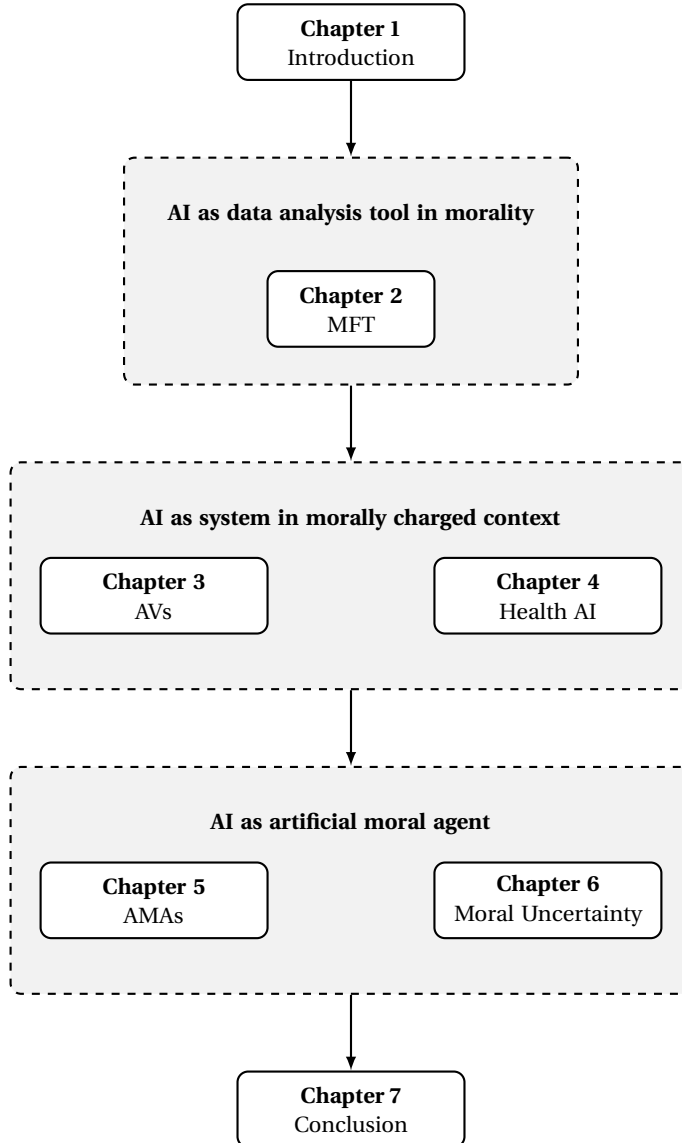 Chapter 1
Introduction
AI as data analysis tool in morality
Chapter 2
MFT
AI as system in morally charged context
Chapter 3
AVs
Chapter 4
Health AI
AI as artificial moral agent
Chapter 5
AMAs
Chapter 6
Moral Uncertainty
Chapter 7
Conclusion